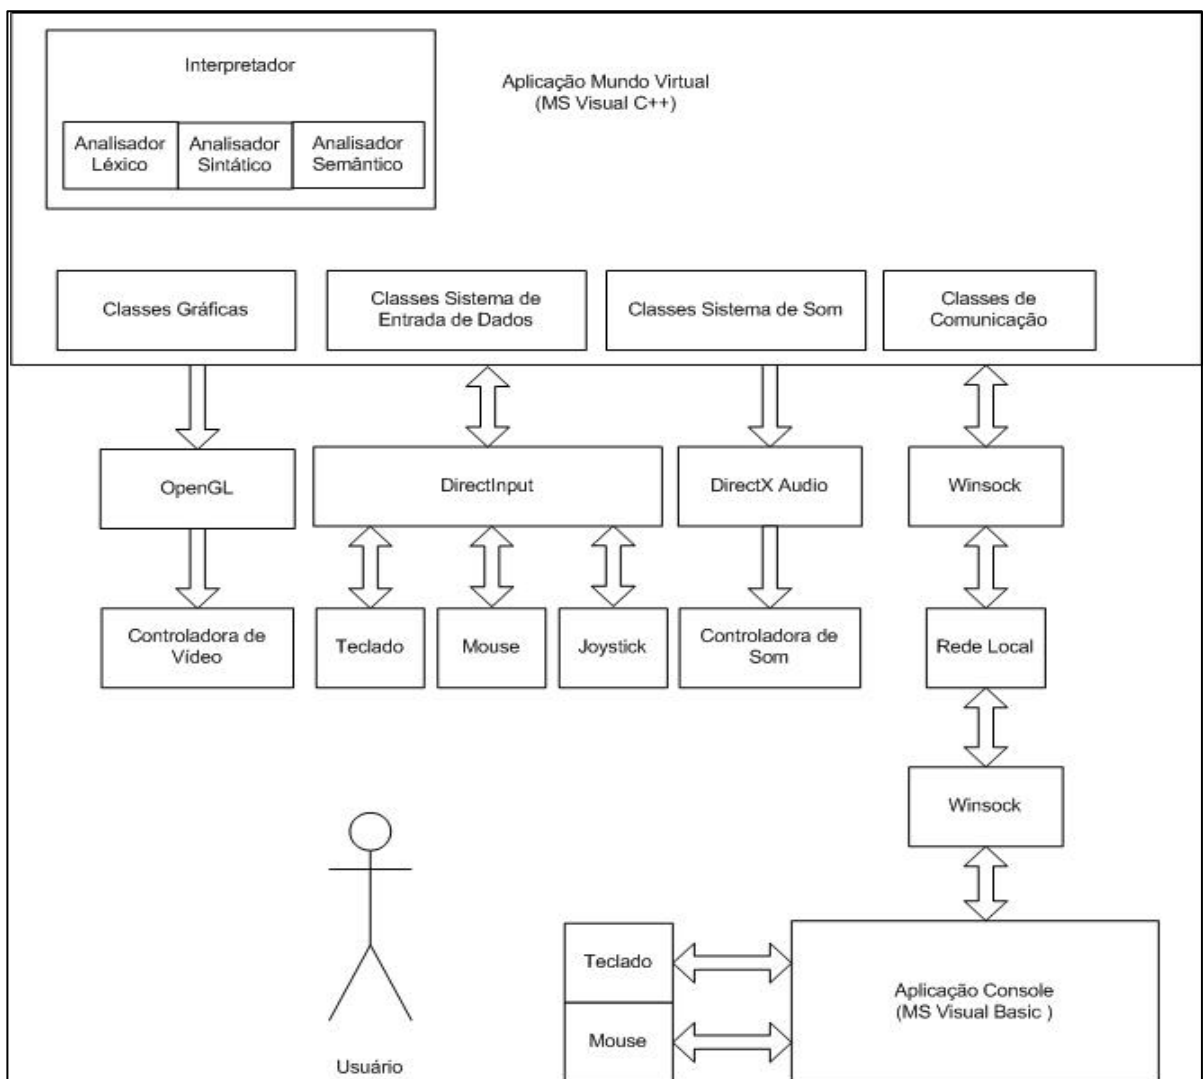 Interpretador
Aplicação Mundo Virtual
(MS Visual C++)
Analisador
Léxico
Analisador
Sintático
Analisador
Semântico
Classes Gráficas
Classes Sistema de
Entrada de Dados
Classes Sistema de Som
Classes de
Comunicação
OpenGL
DirectInput
DirectX Audio
Winsock
Controladora de
Vídeo
Teclado
Mouse
Joystick
Controladora de
Som
Rede Local
Winsock
Teclado
Aplicação Console
(MS Visual Basic )
Mouse
Usuário